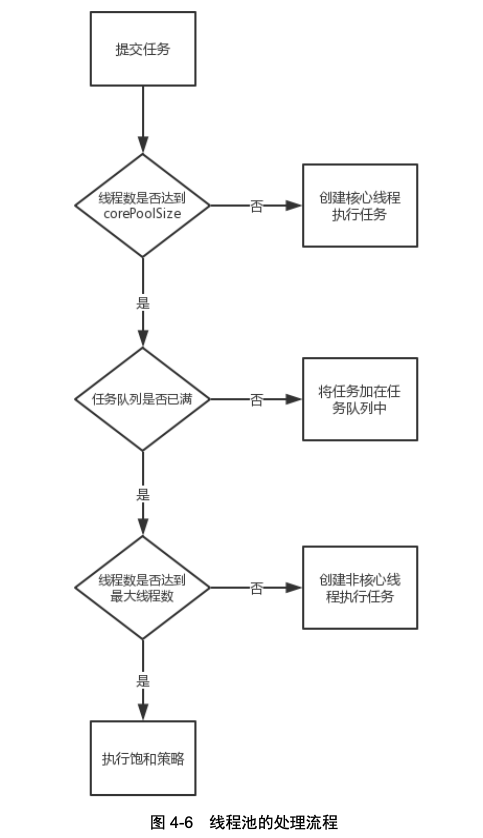 提交任务
线程数是否达到
corePoolSize
否
创建核心线程
执行任务
是
任务队列是否已满
否
将任务加在任
务队列中
是
线程数是否达到
最大线程数
否
创建非核心线
程执行任务
是
执行饱和策略
图 4-6 线程池的处理流程